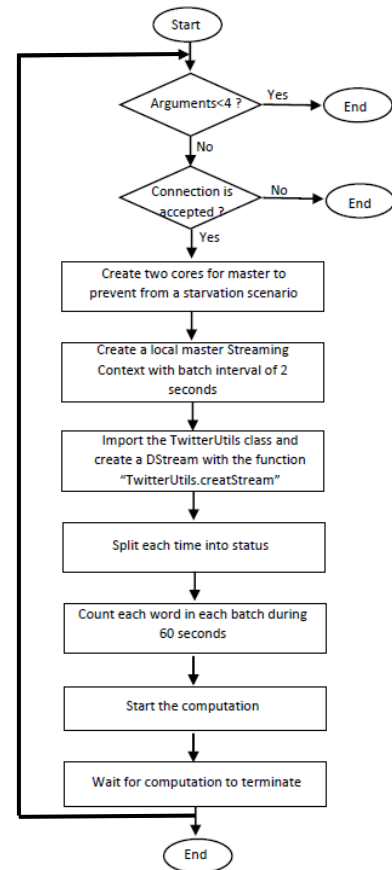 Start
Arguments<4 ?
Yes
End
No
Connection is
accepted ?
No
End
Yes
Create two cores for master to
prevent from a starvation scenario
Create a local master Streaming
Context with batch interval of 2
seconds
Import the TwitterUtils class and
create a DStream with the function
“TwitterUtils.creatStream”
Split each time into status
Count each word in each batch during
60 seconds
Start the computation
Wait for computation to terminate
End